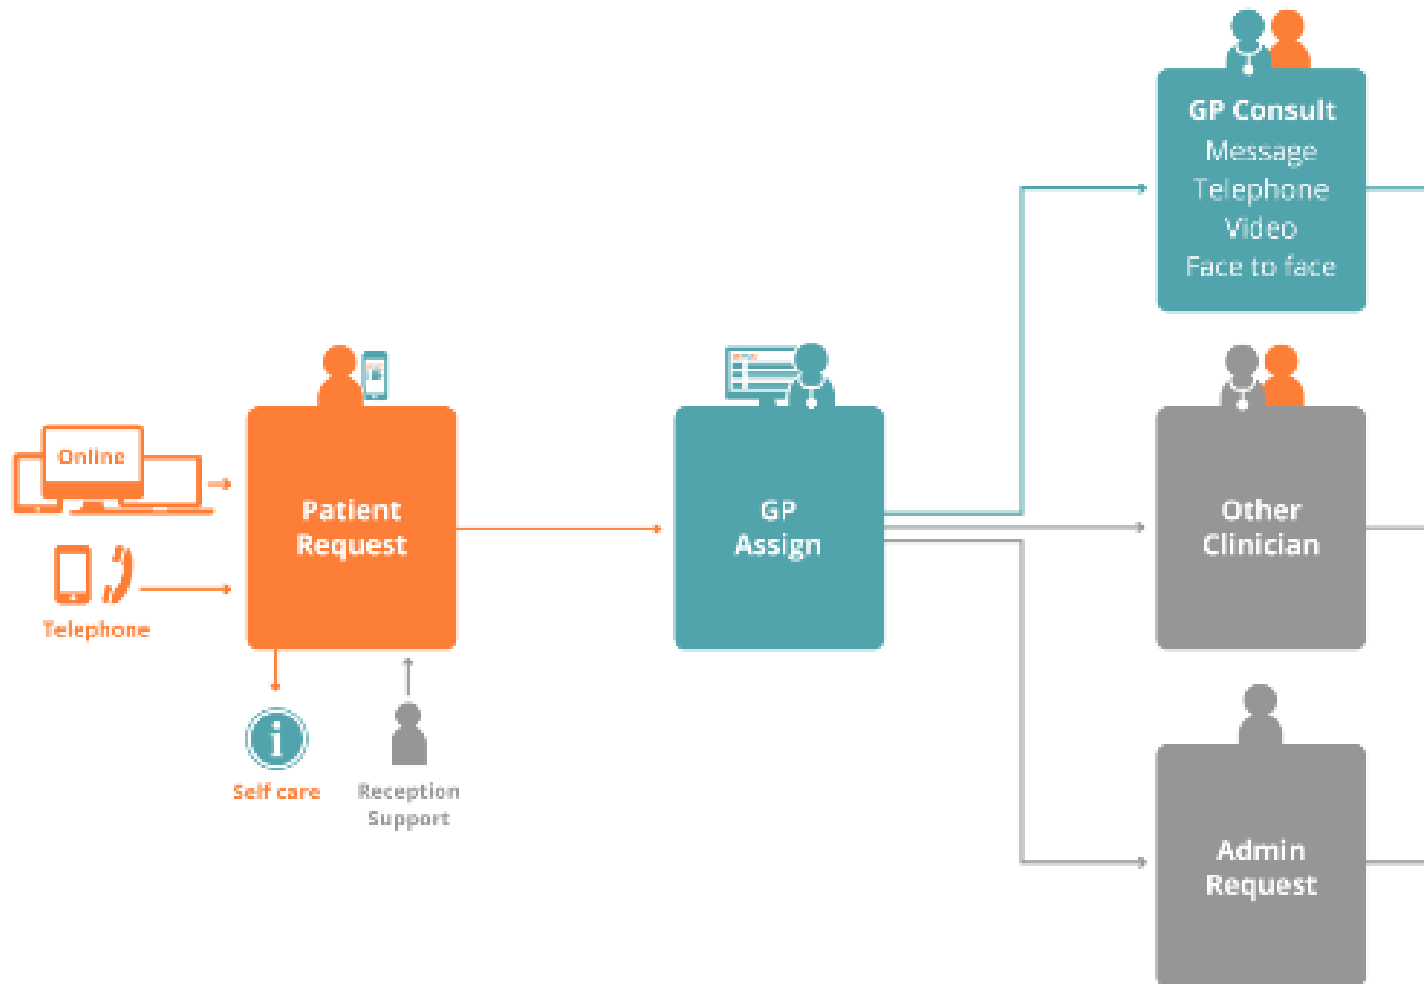 Online
Telephone
Patient
Request
Self care
Reception
Support
GP
Assign
GP Consult
Message
Telephone
Video
Face to face
Other
Clinician
Admin
Request